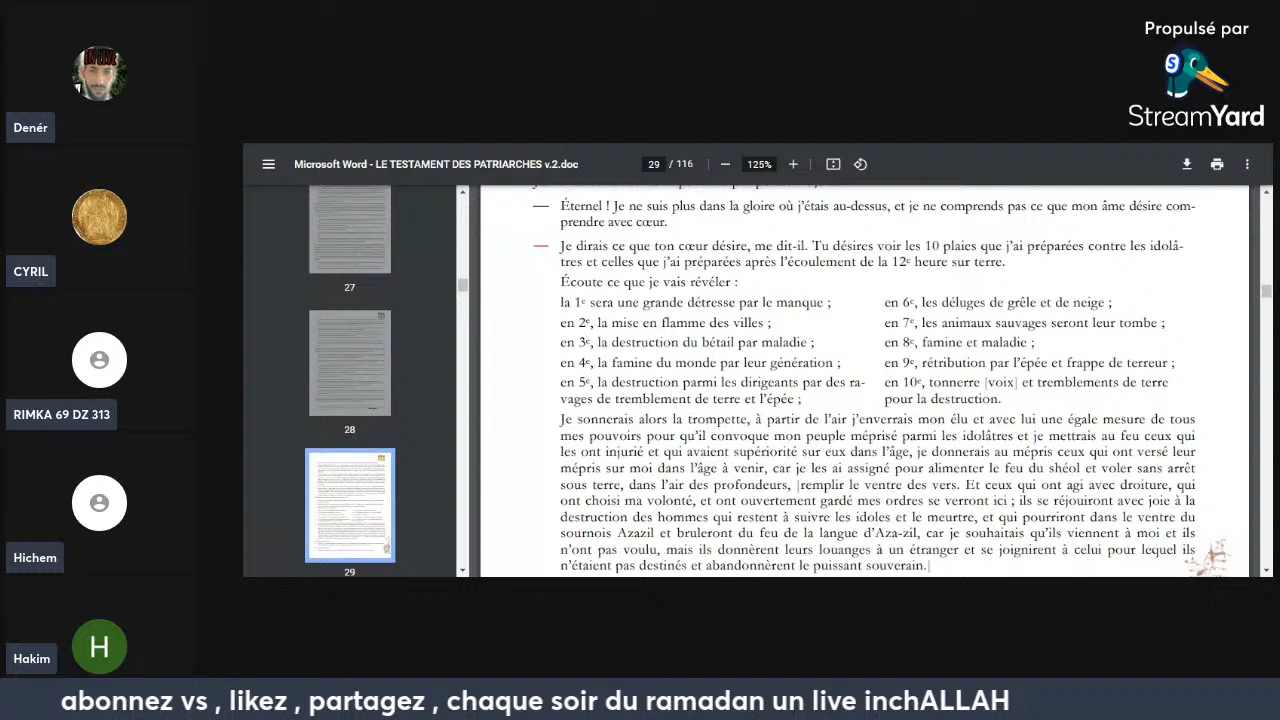 Propulsé par
StreamYard
EN LIVE
Denér
CYRIL
RIMKA 69 DZ 313
Hichem
H
Hakim
Microsoft Word - LE TESTAMENT DES PATRIARCHES v.2.doc
29 / 116
125%
27
28
29
— Éternel ! Je ne suis plus dans la gloire où j’étais au-dessus, et je ne comprends pas ce que mon âme désire com-
prendre avec cœur.
— Je dirais ce que ton cœur désire, me dit-il. Tu désires voir les 10 plaies que j’ai préparées contre les idolâ-
tres et celles que j’ai préparées après l’écoulement de la 12e heure sur terre.
Écoute ce que je vais révéler :
la 1e sera une grande détresse par le manque ;
en 2e, la mise en flamme des villes ;
en 3e, la destruction du bétail par maladie ;
en 4e, la famine du monde par leur génération ;
en 5e, la destruction parmi les dirigeants par des ra-
vages de tremblement de terre et l’épée ;
en 6e, les déluges de grêle et de neige ;
en 7e, les animaux sauvages seront leur tombe ;
en 8e, famine et maladie ;
en 9e, rétribution par l’épée et frappe de terreur ;
en 10e, tonnerre [voix] et tremblements de terre
pour la destruction.
Je sonnerais alors la trompette, à partir de l’air j’enverrais mon élu et avec lui une égale mesure de tous
mes pouvoirs pour qu’il convoque mon peuple méprisé parmi les idolâtres et je mettrais au feu ceux qui
les ont injurié et qui avaient autériorité sur eux dans l’âge, je donnerais au mépris ceux qui ont versé leur
mépris sur moi dans l’âge à venir, car je les ai assigné pour alimenter le feu du shéol et voler sans arrêt
sous terre, dans l’air des profondeurs, remplir le ventre des vers. Et ceux qui ont agi avec droiture, qui
ont choisi ma volonté, et ont ouvertement gardé mes ordres se verront ici, ils se réjouiront avec joie à la
destruction des hommes qui restent et suivent les idoles et le meurtre, et qui pourriront dans le ventre du
soumois Azazil et bruleront du feu de la langue d’Aza-zil, car je souhaitais qu’ils viennent à moi et ils
n’ont pas voulu, mais ils donnèrent leurs louanges à un étranger et se joignirent à celui pour lequel ils
n’étaient pas destinés et abandonnèrent le puissant souverain.
abonnez vs , likez , partagez , chaque soir du ramadan un live inchALLAH